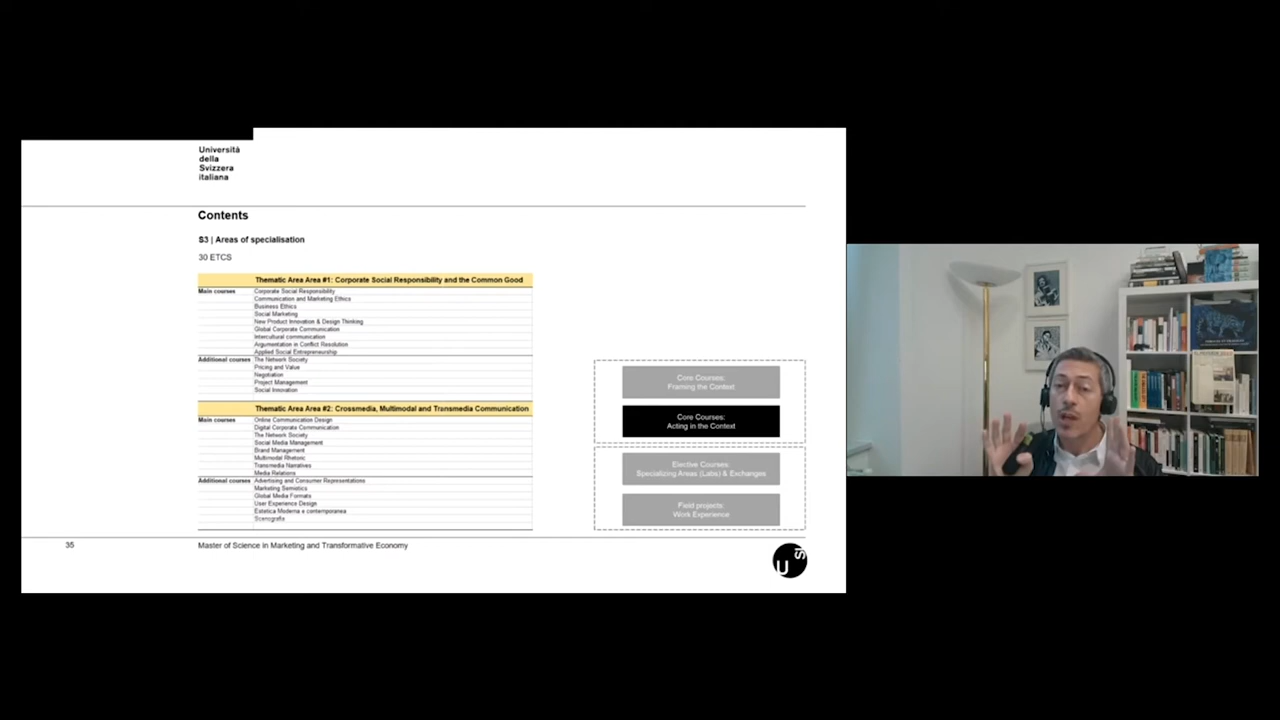 Università
della
Svizzera
italiana
Contents
S3 | Areas of specialisation
30 ETCS
Thematic Area Area #1: Corporate Social Responsibility and the Common Good
Main courses Corporate Social Responsibility
Communication and Marketing Ethics
Business Ethics
Social Marketing
New Product Innovation & Design Thinking
Global Corporate Communication
Intercultural communication
Argumentation in Conflict Resolution
Applied Social Entrepreneurship
Additional courses The Network Society
Pricing and Value
Negotiation
Project Management
Social Innovation
Thematic Area Area #2: Crossmedia, Multimodal and Transmedia Communication
Main courses Online Communication Design
Digital Corporate Communication
The Network Society
Social Media Management
Brand Management
Multimodal Rhetoric
Transmedia Narratives
Media Relations
Additional courses Advertising and Consumer Representations
Marketing Semiotics
Global Media Formats
User Experience Design
Estetica Moderna e contemporanea
Scenografia
Core Courses:
Framing the Context
Core Courses:
Acting in the Context
Elective Courses:
Specializing Areas (Labs) & Exchanges
Field projects:
Work Experience
35
Master of Science in Marketing and Transformative Economy
USI